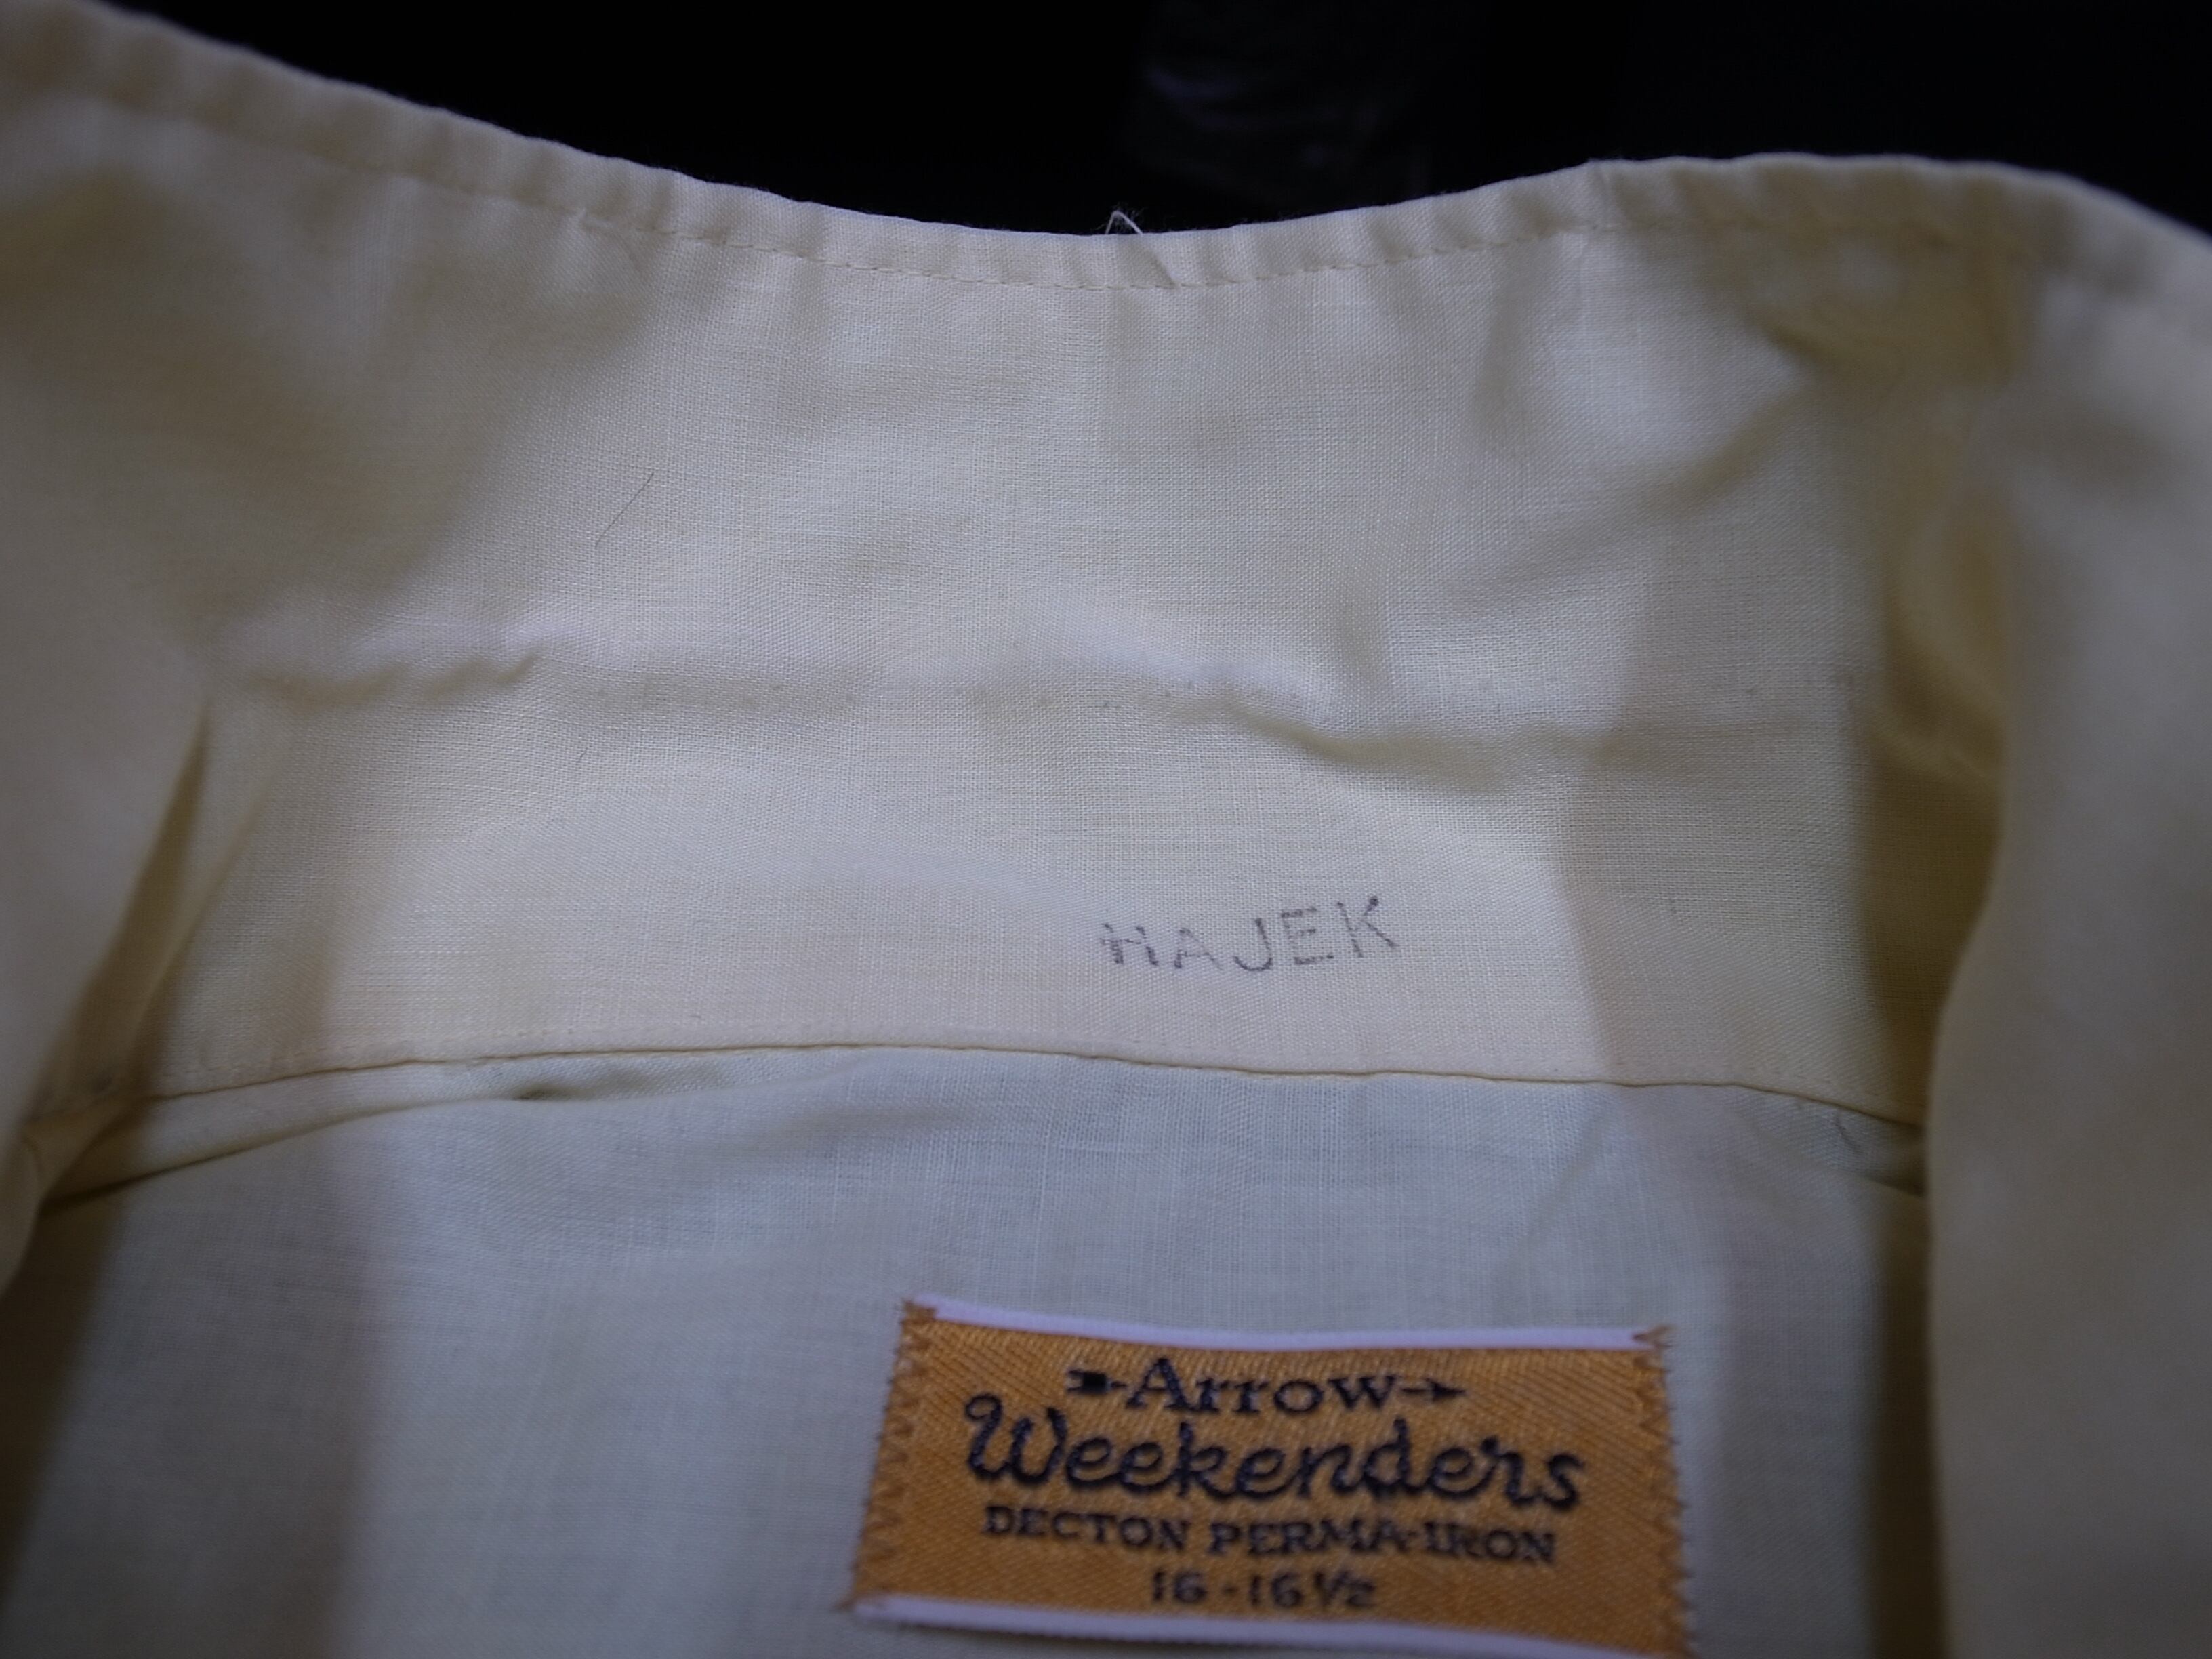 HAJEK
Arrow
Weekenders
DECTON PERMA-IRON
16-16½